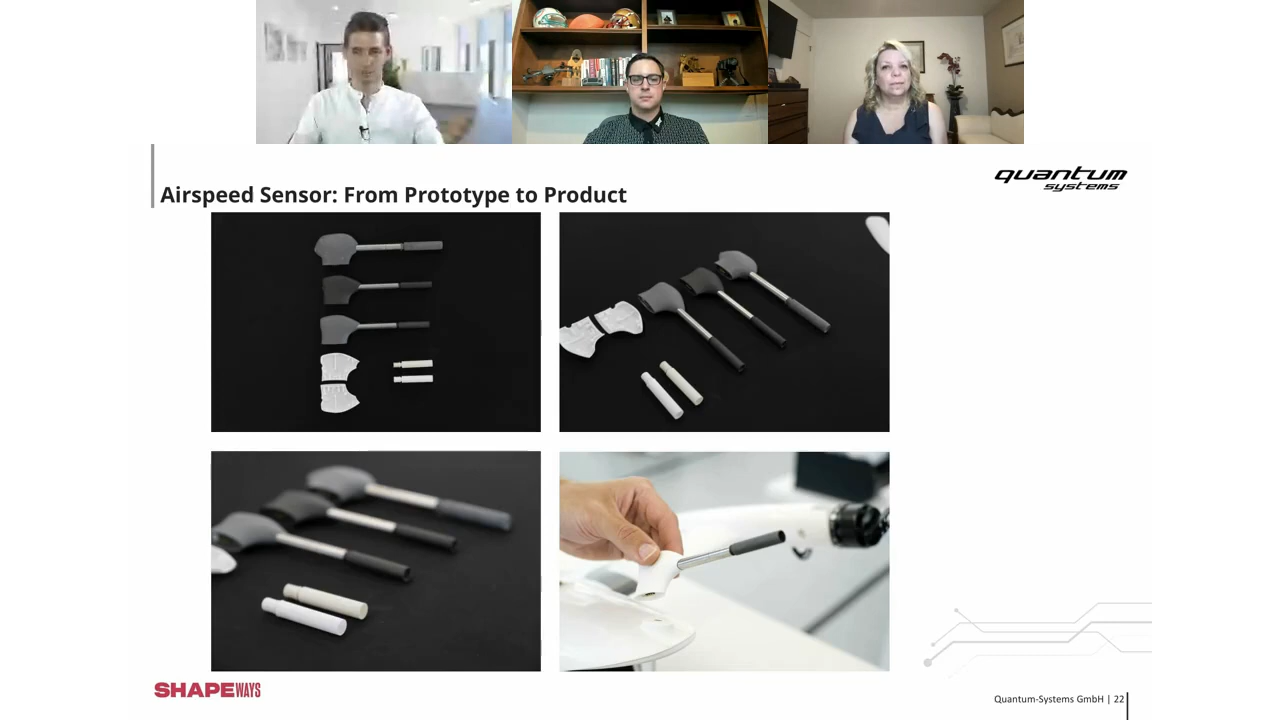 quantum
systems
Airspeed Sensor: From Prototype to Product
SHAPEWAYS
Quantum-Systems GmbH | 22